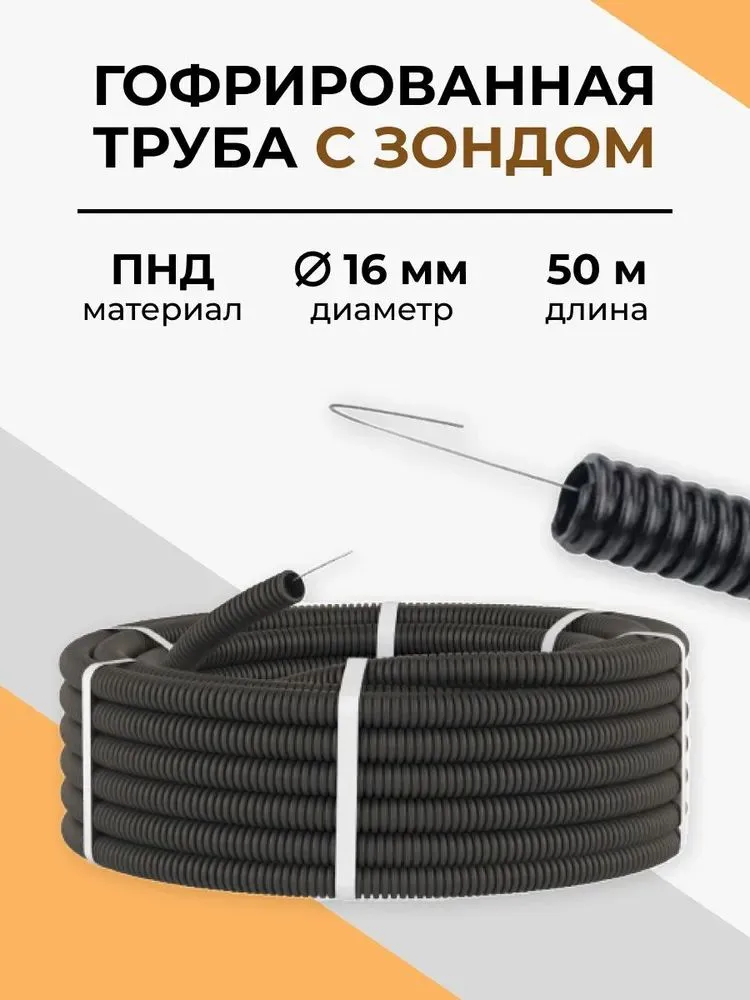 ГОФРИРОВАННАЯ
ТРУБА С ЗОНДОМ
ПНД
материал
⌀ 16 мм
диаметр
50 м
длина